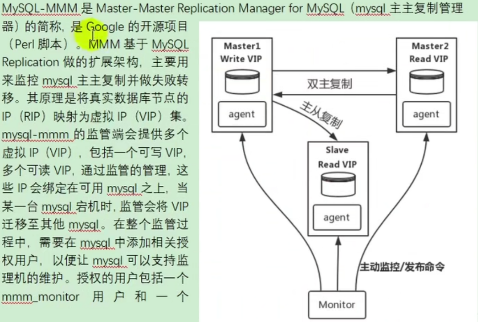 MySQL-MMM 是 Master-Master Replication Manager for MySQL（mysql 主主复制管理
器）的简称，是 Google 的开源项目
（Perl 脚本）。MMM 基于 MySQL
Replication 做的扩展架构，主要用
来监控 mysql 主主复制并做失败转
移。其原理是将真实数据库节点的
IP（RIP）映射为虚拟 IP（VIP）集。
mysql-mmm 的监管端会提供多个
虚拟 IP（VIP），包括一个可写 VIP，
多个可读 VIP，通过监管的管理，这
些 IP 会绑定在可用 mysql 之上，当
某一台 mysql 宕机时，监管会将 VIP
迁移至其他 mysql。在整个监管过
程中，需要在 mysql 中添加相关授
权用户，以便让 mysql 可以支持监
理机的维护。授权的用户包括一个
mmm_monitor 用户和一个
Master1
Write VIP
agent
双主复制
Master2
Read VIP
agent
主从复制
Slave
Read VIP
agent
主动监控/发布命令
Monitor